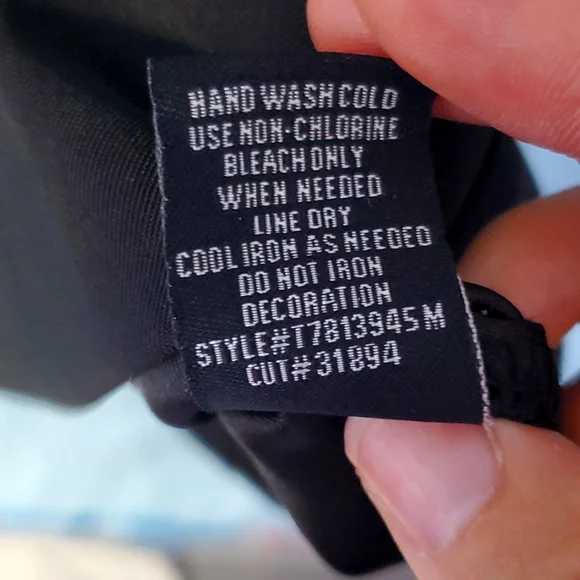 HAND WASH COLD
USE NON-CHLORINE
BLEACH ONLY
WHEN NEEDED
LINE DRY
COOL IRON AS NEEDED
DO NOT IRON
DECORATION
STYLE#T7813945M
CUT#31894